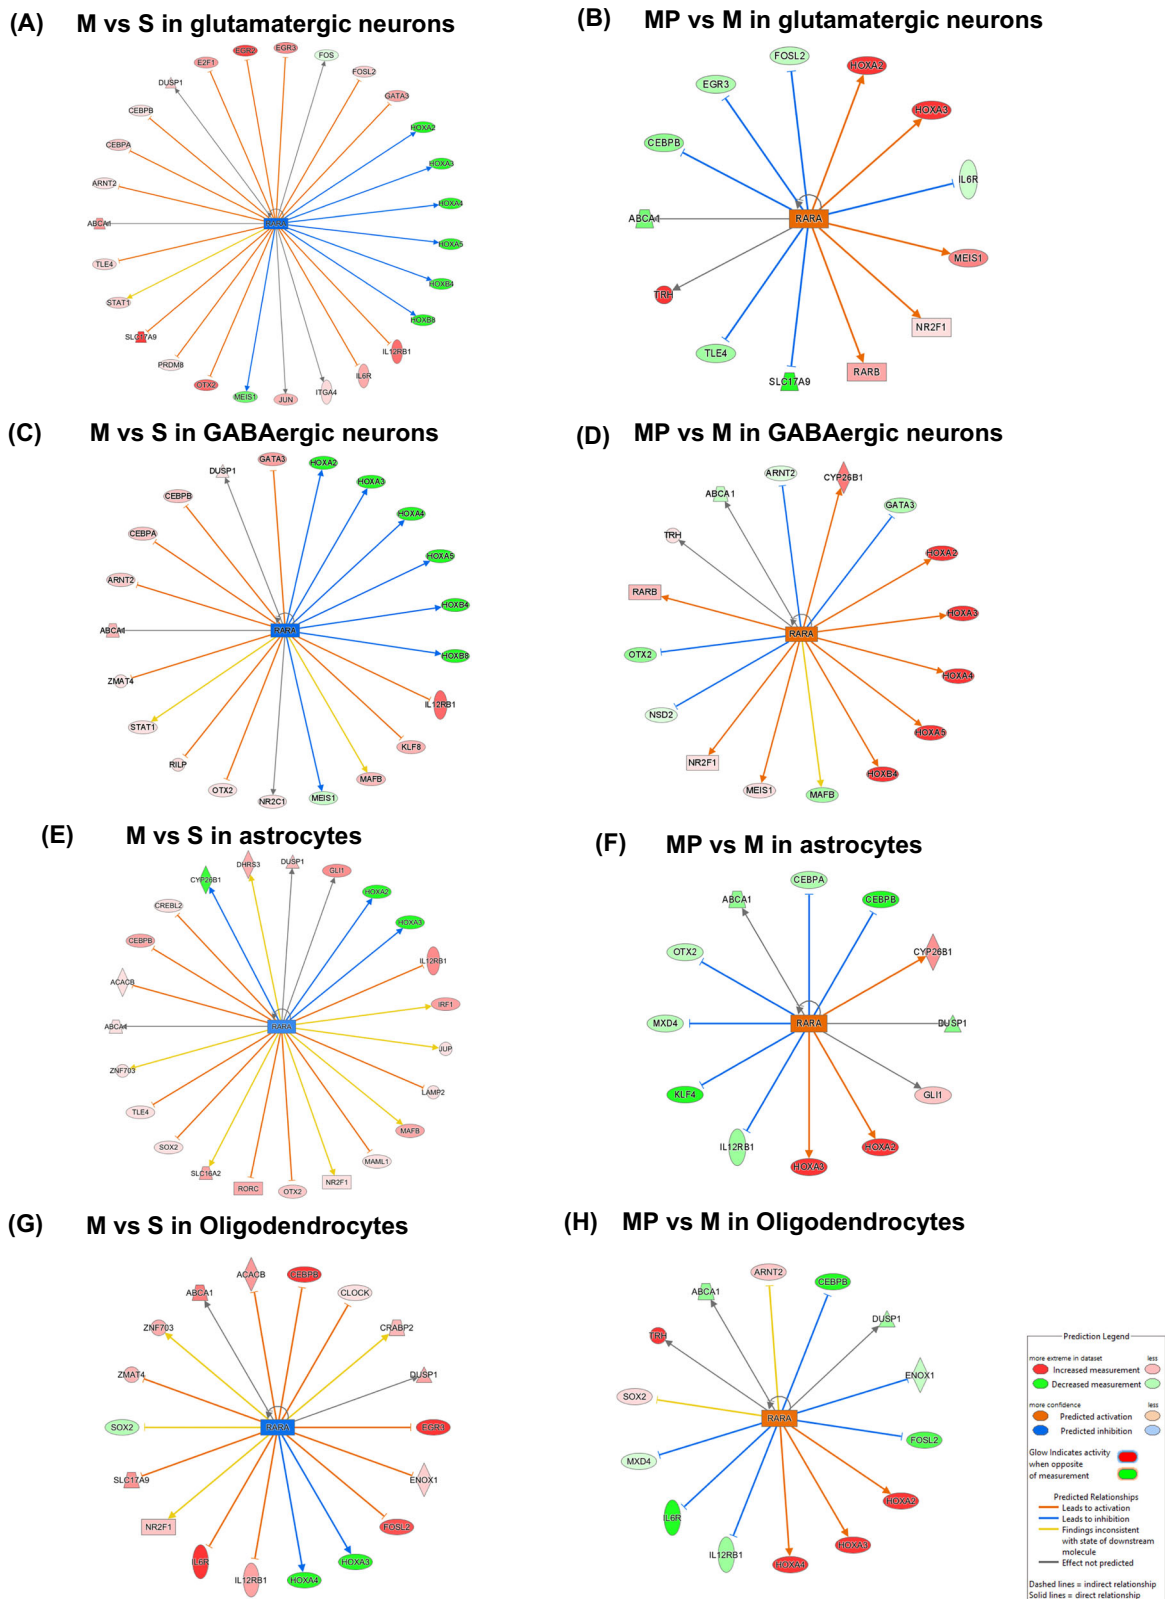 (A) M vs S in glutamatergic neurons
EGR2
EGR3
E2F1
FOS
DUSP1
FOSL2
CEBPB
GATA3
CEBPA
HOXA2
ARNT2
HOXA3
ABCA1
HOXA4
RARA
TLE4
HOXA5
STAT1
HOXB4
SLC17A9
HOXB8
PRDM8
IL12RB1
OTX2
IL6R
MEIS1
JUN
ITGA4
(B) MP vs M in glutamatergic neurons
FOSL2
HOXA2
EGR3
HOXA3
CEBPB
IL6R
ABCA1
RARA
MEIS1
TRH
NR2F1
TLE4
SLC17A9
RARB
(C) M vs S in GABAergic neurons
GATA3
HOXA2
DUSP1
HOXA3
CEBPB
HOXA4
CEBPA
HOXA5
ARNT2
HOXB4
ABCA1
RARA
HOXB8
ZMAT4
IL12RB1
STAT1
KLF8
RILP
MAFB
OTX2
NR2C1
MEIS1
(D) MP vs M in GABAergic neurons
ARNT2
CYP26B1
ABCA1
GATA3
TRH
HOXA2
RARB
HOXA3
RARA
OTX2
HOXA4
NSD2
HOXA5
NR2F1
HOXB4
MEIS1
MAFB
(E) M vs S in astrocytes
DHRS3
DUSP1
CYP26B1
GLI1
CREBL2
HOXA2
CEBPB
HOXA3
ACACB
IL12RB1
ABCA1
IRF1
RARA
JUP
ZNF703
LAMP2
TLE4
MAFB
SOX2
MAML1
SLC16A2
NR2F1
RORC
OTX2
(F) MP vs M in astrocytes
CEBPA
ABCA1
CEBPB
OTX2
CYP26B1
MXD4
RARA
DUSP1
KLF4
GLI1
IL12RB1
HOXA2
HOXA3
(G) M vs S in Oligodendrocytes
ACACB
CEBPB
ABCA1
CLOCK
ZNF703
CRABP2
ZMAT4
DUSP1
SOX2
RARA
EGR3
SLC17A9
ENOX1
NR2F1
FOSL2
IL6R
HOXA3
IL12RB1
HOXA4
(H) MP vs M in Oligodendrocytes
ARNT2
CEBPB
ABCA1
DUSP1
TRH
ENOX1
SOX2
RARA
FOSL2
MXD4
HOXA2
IL6R
HOXA3
IL12RB1
HOXA4
Prediction Legend
more extreme in dataset less
Increased measurement
Decreased measurement
more confidence less
Predicted activation
Predicted inhibition
Glow Indicates activity
when opposite
of measurement
Predicted Relationships
Leads to activation
Leads to inhibition
Findings inconsistent
with state of downstream
molecule
Effect not predicted
Dashed lines = indirect relationship
Solid lines = direct relationship